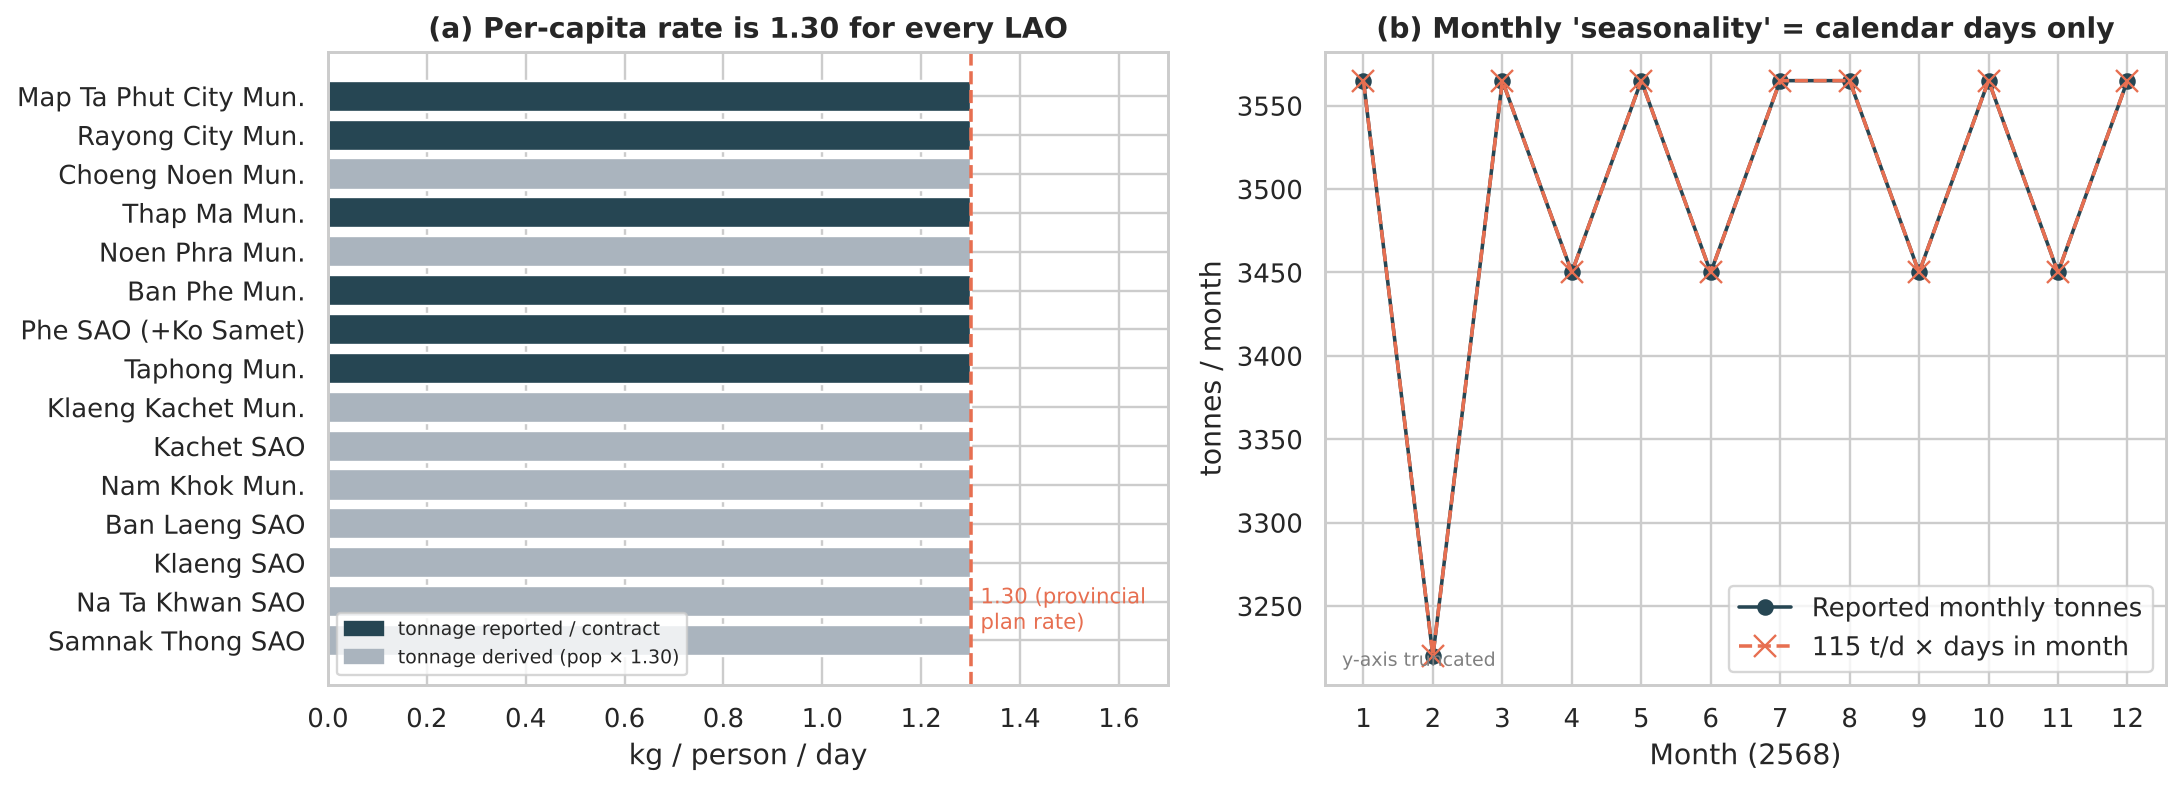 (a) Per-capita rate is 1.30 for every LAO
Map Ta Phut City Mun.
Rayong City Mun.
Choeng Noen Mun.
Thap Ma Mun.
Noen Phra Mun.
Ban Phe Mun.
Phe SAO (+Ko Samet)
Taphong Mun.
Klaeng Kachet Mun.
Kachet SAO
Nam Khok Mun.
Ban Laeng SAO
Klaeng SAO
Na Ta Khwan SAO
Samnak Thong SAO
1.30 (provincial
plan rate)
tonnage reported / contract
tonnage derived (pop × 1.30)
0.0 0.2 0.4 0.6 0.8 1.0 1.2 1.4 1.6
kg / person / day
(b) Monthly 'seasonality' = calendar days only
tonnes / month
3550
3500
3450
3400
3350
3300
3250
Reported monthly tonnes
115 t/d × days in month
y-axis truncated
1 2 3 4 5 6 7 8 9 10 11 12
Month (2568)